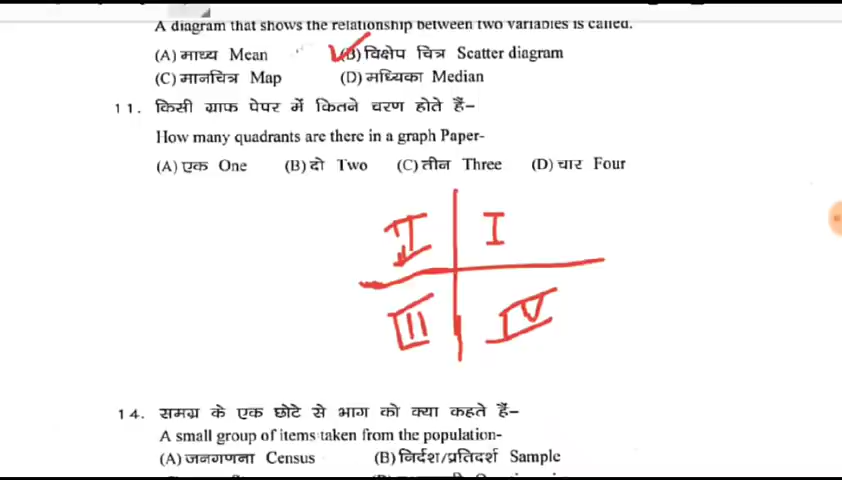 A diagram that shows the relationship between two variables is called.
(A) माध्य Mean (B) विक्षेप चित्र Scatter diagram
(C) मानचित्र Map (D) मध्यिका Median
11. किसी ग्राफ पेपर में कितने चरण होते हैं-
How many quadrants are there in a graph Paper-
(A) एक One (B) दो Two (C) तीन Three (D) चार Four
II I
III IV
14. समग्र के एक छोटे से भाग को क्या कहते हैं-
A small group of items taken from the population-
(A) जनगणना Census (B) निर्दश/प्रतिदर्श Sample